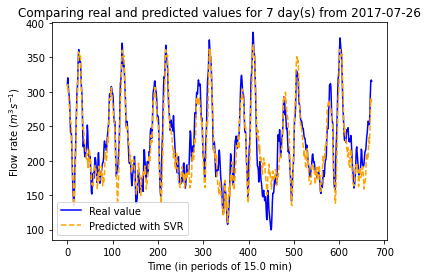 Comparing real and predicted values for 7 day(s) from 2017-07-26
400
350
300
250
200
150
100
Flow rate (m³s⁻¹)
Real value
Predicted with SVR
0 100 200 300 400 500 600 700
Time (in periods of 15.0 min)